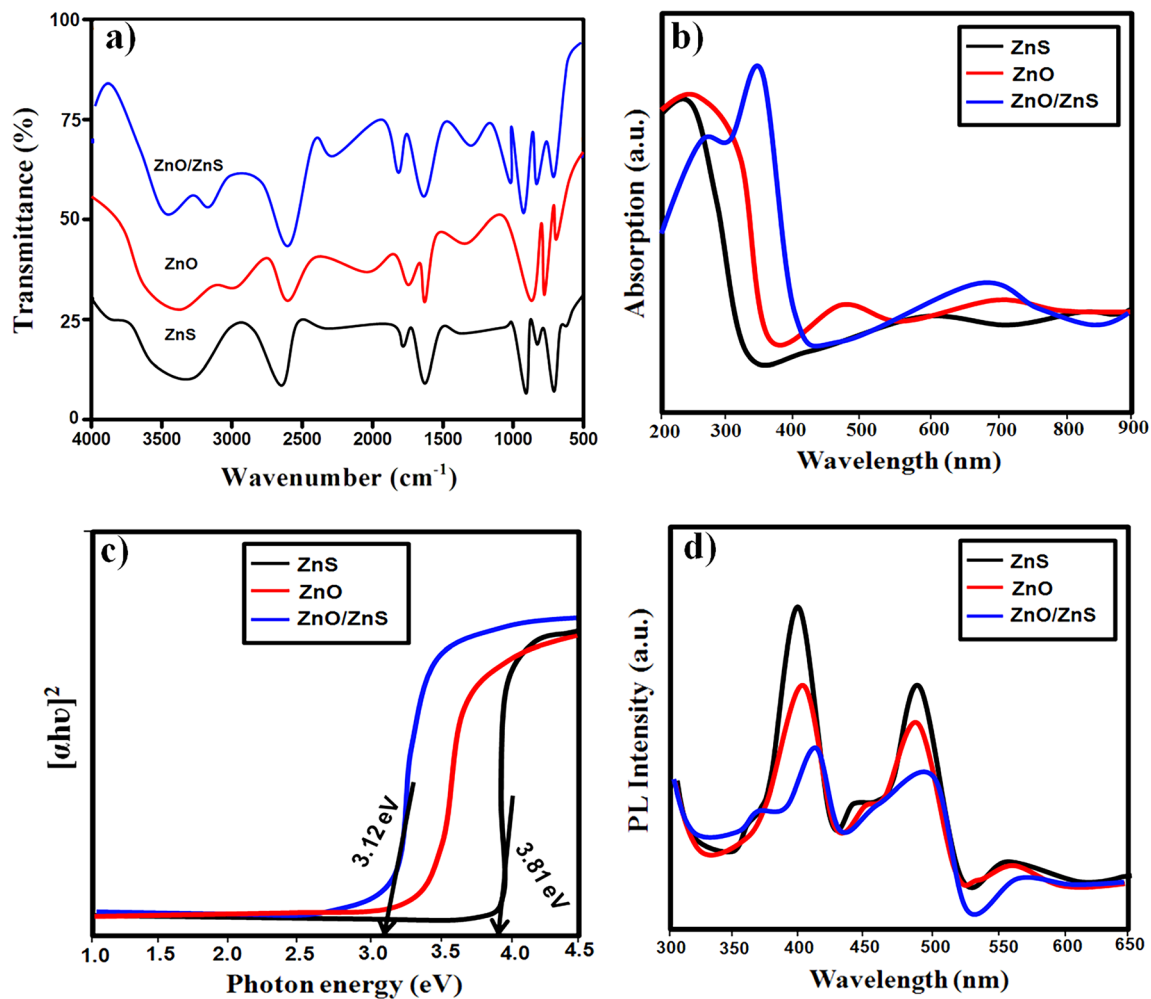 a)
100
75
50
25
0
Transmittance (%)
ZnO/ZnS
ZnO
ZnS
4000 3500 3000 2500 2000 1500 1000 500
Wavenumber (cm-1)
b)
ZnS
ZnO
ZnO/ZnS
Absorption (a.u.)
200 300 400 500 600 700 800 900
Wavelength (nm)
c)
ZnS
ZnO
ZnO/ZnS
[αhυ]2
3.12 eV
3.81 eV
1.0 1.5 2.0 2.5 3.0 3.5 4.0 4.5
Photon energy (eV)
d)
ZnS
ZnO
ZnO/ZnS
PL Intensity (a.u.)
300 350 400 450 500 550 600 650
Wavelength (nm)